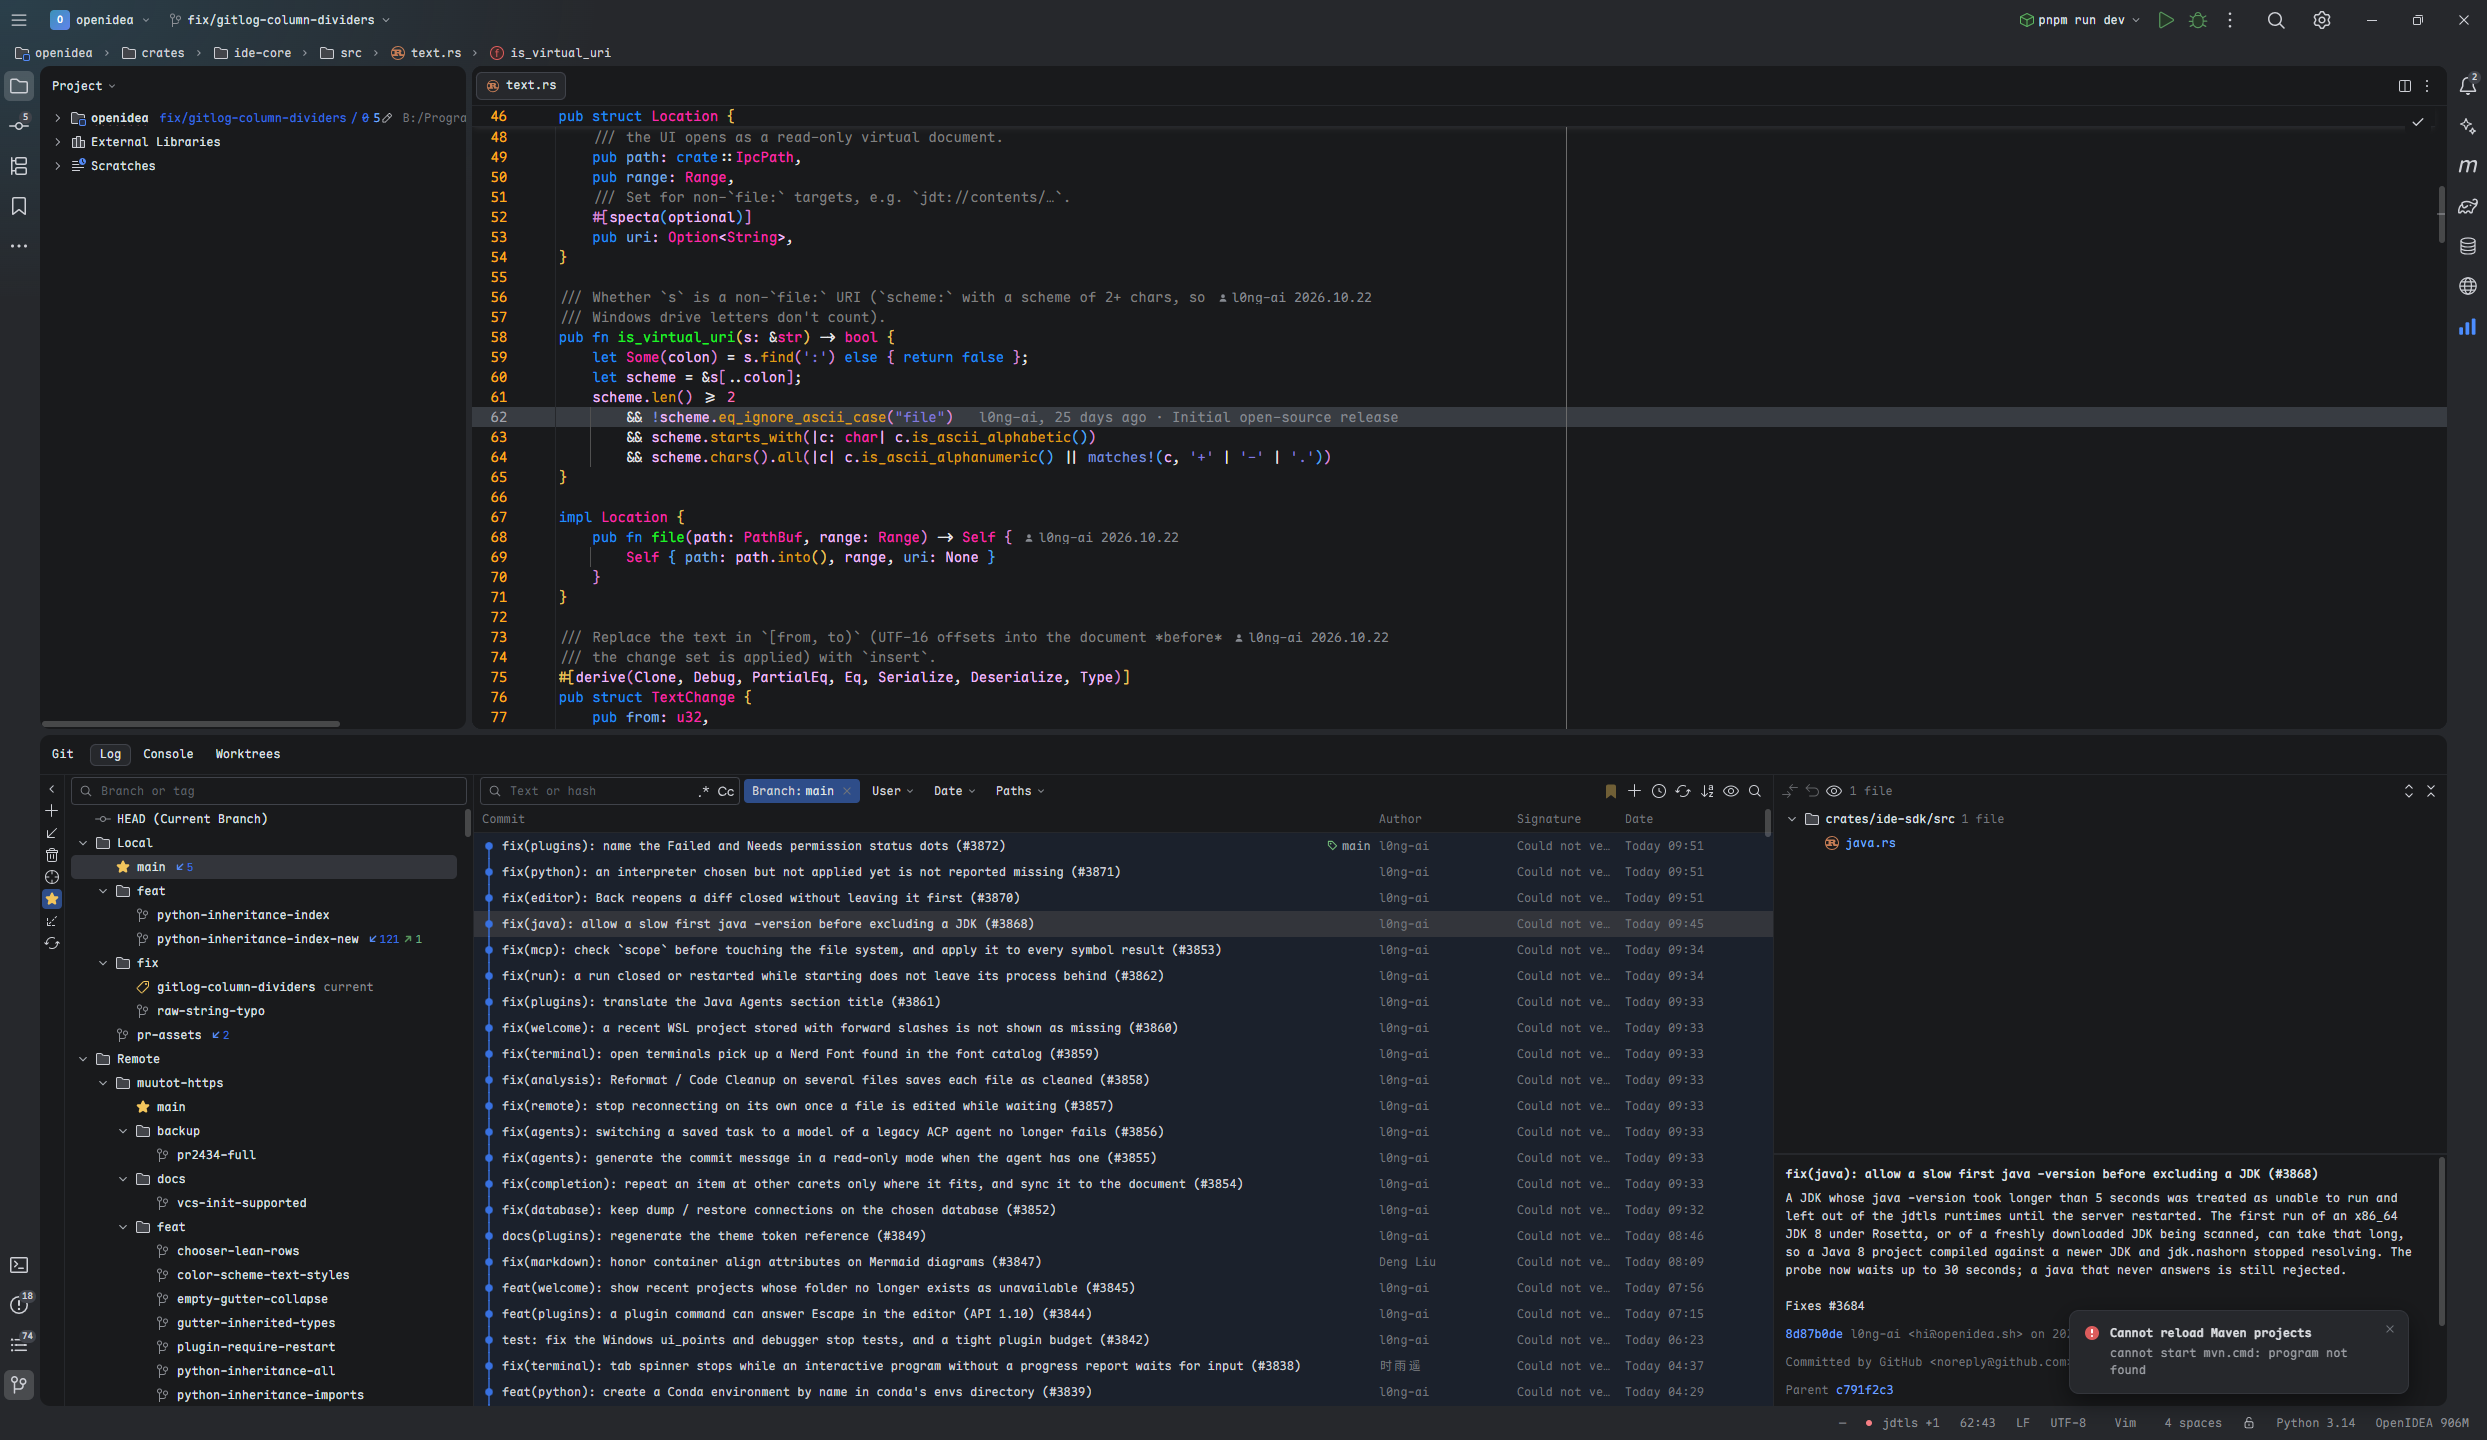 openidea
fix/gitlog-column-dividers
pnpm run dev
openidea › crates › ide-core › src › text.rs › is_virtual_uri
Project
openidea fix/gitlog-column-dividers / 5 B:/Progra
External Libraries
Scratches
5
2
text.rs
46 pub struct Location {
48 /// the UI opens as a read-only virtual document.
49 pub path: crate::IpcPath,
50 pub range: Range,
51 /// Set for non-`file:` targets, e.g. `jdt://contents/…`.
52 #[specta(optional)]
53 pub uri: Option<String>,
54 }
55
56 /// Whether `s` is a non-`file:` URI (`scheme:` with a scheme of 2+ chars, so l0ng-ai 2026.10.22
57 /// Windows drive letters don't count).
58 pub fn is_virtual_uri(s: &str) -> bool {
59 let Some(colon) = s.find(':') else { return false };
60 let scheme = &s[..colon];
61 scheme.len() >= 2
62 && !scheme.eq_ignore_ascii_case("file") l0ng-ai, 25 days ago · Initial open-source release
63 && scheme.starts_with(|c: char| c.is_ascii_alphabetic())
64 && scheme.chars().all(|c| c.is_ascii_alphanumeric() || matches!(c, '+' | '-' | '.'))
65 }
66
67 impl Location {
68 pub fn file(path: PathBuf, range: Range) -> Self { l0ng-ai 2026.10.22
69 Self { path: path.into(), range, uri: None }
70 }
71 }
72
73 /// Replace the text in `[from, to)` (UTF-16 offsets into the document *before* l0ng-ai 2026.10.22
74 /// the change set is applied) with `insert`.
75 #[derive(Clone, Debug, PartialEq, Eq, Serialize, Deserialize, Type)]
76 pub struct TextChange {
77 pub from: u32,
Git Log Console Worktrees
Branch or tag
HEAD (Current Branch)
Local
main 5
feat
python-inheritance-index
python-inheritance-index-new 121 1
fix
gitlog-column-dividers current
raw-string-typo
pr-assets 2
Remote
muutot-https
main
backup
pr2434-full
docs
vcs-init-supported
feat
chooser-lean-rows
color-scheme-text-styles
empty-gutter-collapse
gutter-inherited-types
plugin-require-restart
python-inheritance-all
python-inheritance-imports
18
74
Text or hash .* Cc Branch: main × User Date Paths
Commit Author Signature Date
fix(plugins): name the Failed and Needs permission status dots (#3872) main l0ng-ai Could not ve… Today 09:51
fix(python): an interpreter chosen but not applied yet is not reported missing (#3871) l0ng-ai Could not ve… Today 09:51
fix(editor): Back reopens a diff closed without leaving it first (#3870) l0ng-ai Could not ve… Today 09:51
fix(java): allow a slow first java -version before excluding a JDK (#3868) l0ng-ai Could not ve… Today 09:45
fix(mcp): check `scope` before touching the file system, and apply it to every symbol result (#3853) l0ng-ai Could not ve… Today 09:34
fix(run): a run closed or restarted while starting does not leave its process behind (#3862) l0ng-ai Could not ve… Today 09:34
fix(plugins): translate the Java Agents section title (#3861) l0ng-ai Could not ve… Today 09:33
fix(welcome): a recent WSL project stored with forward slashes is not shown as missing (#3860) l0ng-ai Could not ve… Today 09:33
fix(terminal): open terminals pick up a Nerd Font found in the font catalog (#3859) l0ng-ai Could not ve… Today 09:33
fix(analysis): Reformat / Code Cleanup on several files saves each file as cleaned (#3858) l0ng-ai Could not ve… Today 09:33
fix(remote): stop reconnecting on its own once a file is edited while waiting (#3857) l0ng-ai Could not ve… Today 09:33
fix(agents): switching a saved task to a model of a legacy ACP agent no longer fails (#3856) l0ng-ai Could not ve… Today 09:33
fix(agents): generate the commit message in a read-only mode when the agent has one (#3855) l0ng-ai Could not ve… Today 09:33
fix(completion): repeat an item at other carets only where it fits, and sync it to the document (#3854) l0ng-ai Could not ve… Today 09:33
fix(database): keep dump / restore connections on the chosen database (#3852) l0ng-ai Could not ve… Today 09:32
docs(plugins): regenerate the theme token reference (#3849) l0ng-ai Could not ve… Today 08:46
fix(markdown): honor container align attributes on Mermaid diagrams (#3847) Deng Liu Could not ve… Today 08:09
feat(welcome): show recent projects whose folder no longer exists as unavailable (#3845) l0ng-ai Could not ve… Today 07:56
feat(plugins): a plugin command can answer Escape in the editor (API 1.10) (#3844) l0ng-ai Could not ve… Today 07:15
test: fix the Windows ui_points and debugger stop tests, and a tight plugin budget (#3842) l0ng-ai Could not ve… Today 06:23
fix(terminal): tab spinner stops while an interactive program without a progress report waits for input (#3838) 时雨遥 Could not ve… Today 04:37
feat(python): create a Conda environment by name in conda's envs directory (#3839) l0ng-ai Could not ve… Today 04:29
1 file
crates/ide-sdk/src 1 file
java.rs
fix(java): allow a slow first java -version before excluding a JDK (#3868)
A JDK whose java -version took longer than 5 seconds was treated as unable to run and
left out of the jdtls runtimes until the server restarted. The first run of an x86_64
JDK 8 under Rosetta, or of a freshly downloaded JDK being scanned, can take that long,
so a Java 8 project compiled against a newer JDK and jdk.nashorn stopped resolving. The
probe now waits up to 30 seconds; a java that never answers is still rejected.
Fixes #3684
8d87b0de l0ng-ai <hi@openidea.sh> on 20
Committed by GitHub <noreply@github.com
Parent c791f2c3
Cannot reload Maven projects
cannot start mvn.cmd: program not
found
jdtls +1 62:43 LF UTF-8 Vim 4 spaces Python 3.14 OpenIDEA 906M